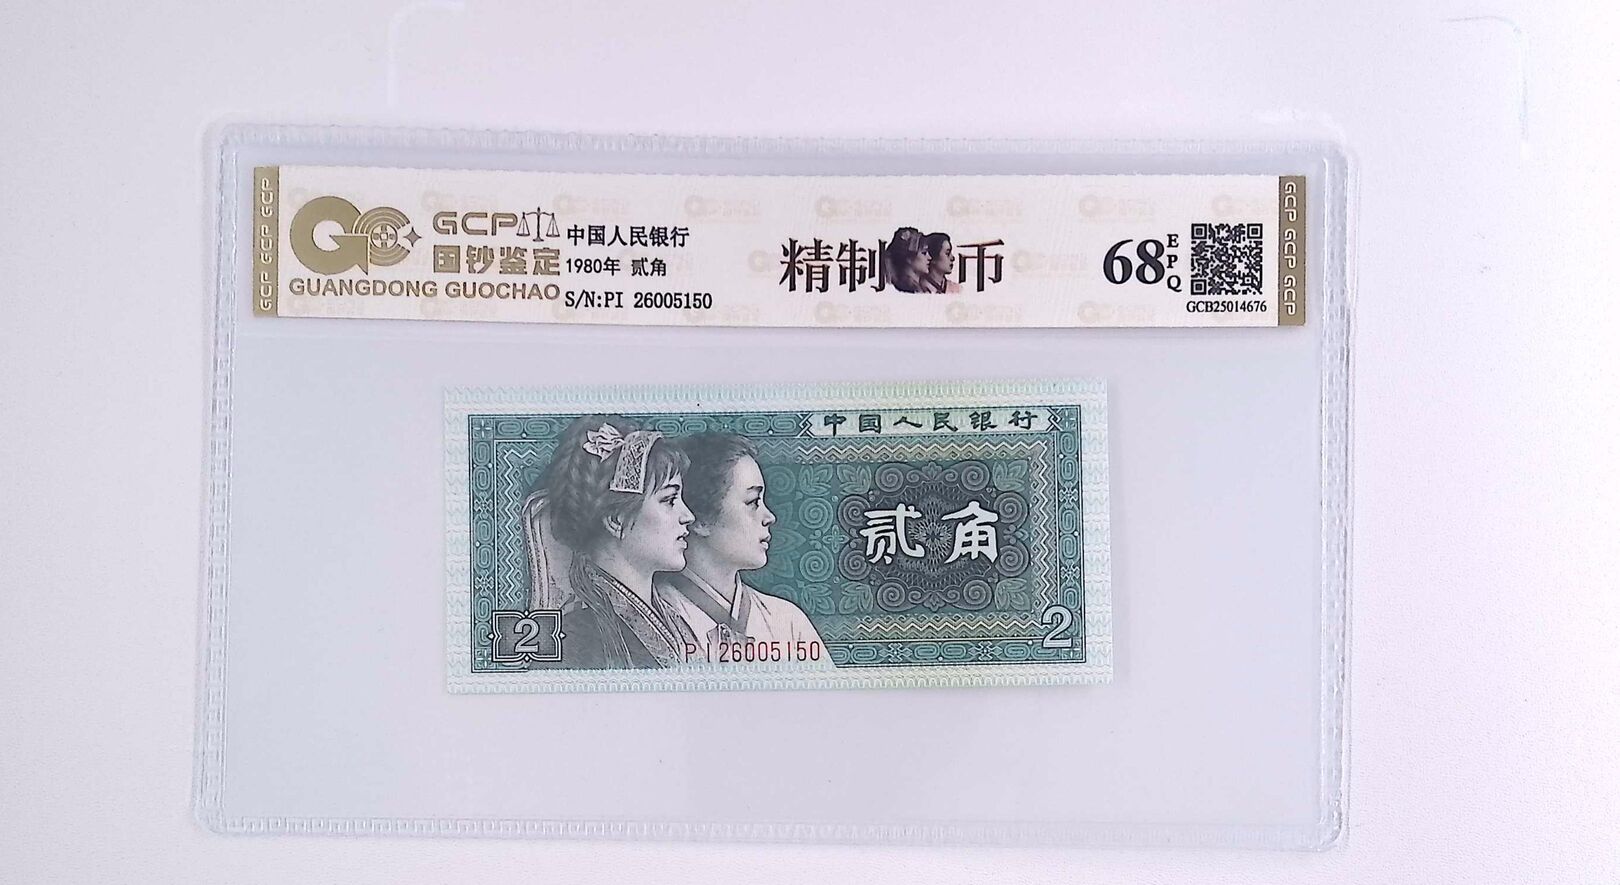 GCP GCP GCP
GCP
国钞鉴定
GUANGDONG GUOCHAO
中国人民银行
1980年 贰角
S/N:PI 26005150
精制币
68
EPQ
GCB25014676
GCP GCP GCP
中国人民银行
贰角
2
2
PI26005150